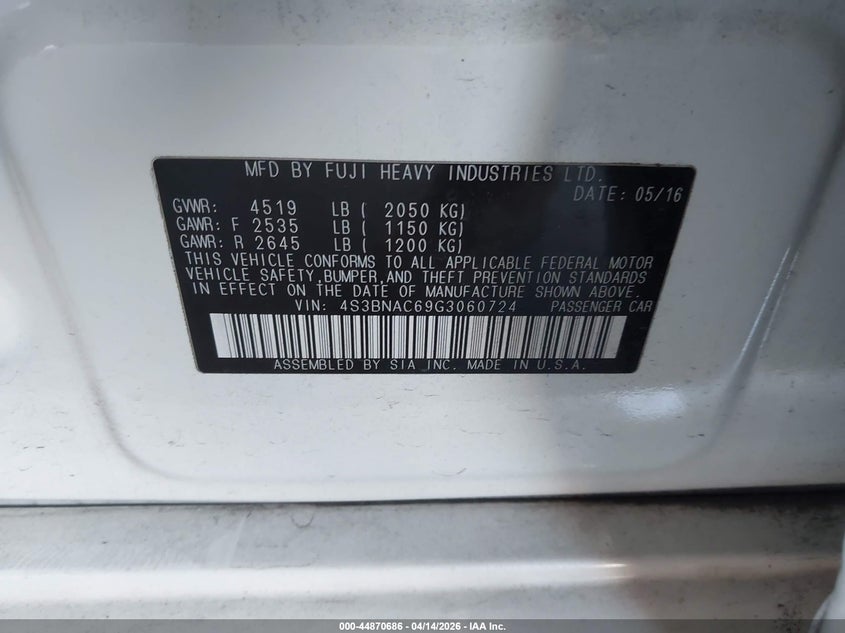 MFD BY FUJI HEAVY INDUSTRIES LTD.
DATE: 05/16
GVWR: 4519 LB ( 2050 KG)
GAWR: F 2535 LB ( 1150 KG)
GAWR: R 2645 LB ( 1200 KG)
THIS VEHICLE CONFORMS TO ALL APPLICABLE FEDERAL MOTOR
VEHICLE SAFETY,BUMPER,AND THEFT PREVENTION STANDARDS
IN EFFECT ON THE DATE OF MANUFACTURE SHOWN ABOVE.
VIN: 4S3BNAC69G3060724 PASSENGER CAR
ASSEMBLED BY SIA INC. MADE IN U.S.A.
000-44870686 - 04/14/2026 - IAA Inc.